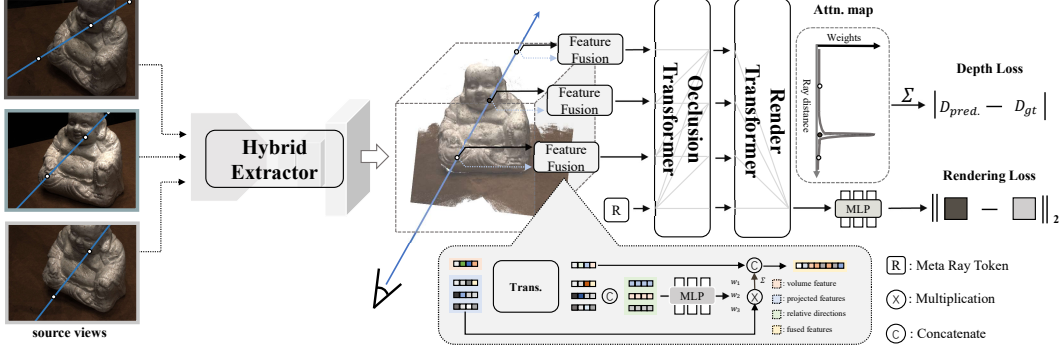 source views
Hybrid
Extractor
Feature
Fusion
Feature
Fusion
Feature
Fusion
R
Occlusion
Transformer
Render
Transformer
Attn. map
Weights
Ray distance
Σ
Depth Loss
| D_pred. — D_gt |
Rendering Loss
MLP
|| — || 2
Trans.
C
MLP
w₁
w₂
w₃
Σ
C
X
: volume feature
: projected features
: relative directions
: fused features
R : Meta Ray Token
X : Multiplication
C : Concatenate